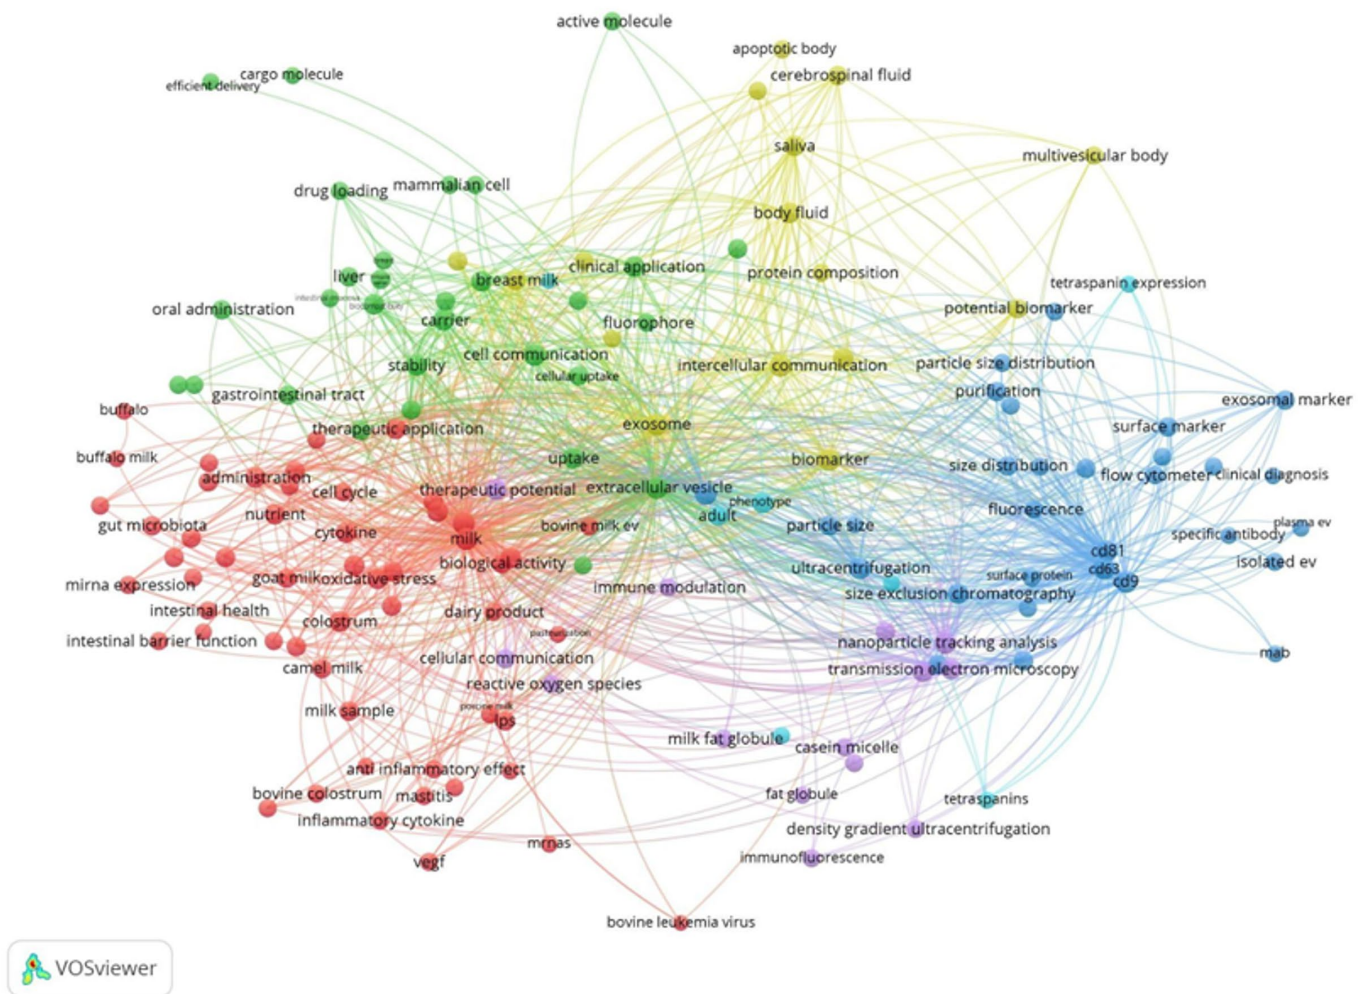 active molecule
apoptotic body
cargo molecule
cerebrospinal fluid
efficient delivery
saliva
multivesicular body
drug loading
mammalian cell
body fluid
clinical application
protein composition
liver
breast milk
tetraspanin expression
oral administration
potential biomarker
carrier
fluorophore
cell communication
intercellular communication
particle size distribution
stability
cellular uptake
purification
gastrointestinal tract
exosomal marker
buffalo
exosome
surface marker
therapeutic application
buffalo milk
uptake
biomarker
size distribution
flow cytometer
clinical diagnosis
administration
cell cycle
therapeutic potential
extracellular vesicle
phenotype
nutrient
adult
fluorescence
gut microbiota
cytokine
milk
bovine milk ev
particle size
specific antibody
plasma ev
biological activity
cd81
cd63
cd9
isolated ev
mirna expression
goat milk
oxidative stress
immune modulation
ultracentrifugation
surface protein
size exclusion chromatography
intestinal health
colostrum
dairy product
intestinal barrier function
pasteurization
nanoparticle tracking analysis
mab
camel milk
cellular communication
transmission electron microscopy
reactive oxygen species
milk sample
porcine milk
lps
milk fat globule
casein micelle
anti inflammatory effect
bovine colostrum
mastitis
fat globule
tetraspanins
inflammatory cytokine
density gradient ultracentrifugation
mrnas
immunofluorescence
vegf
bovine leukemia virus
VOSviewer